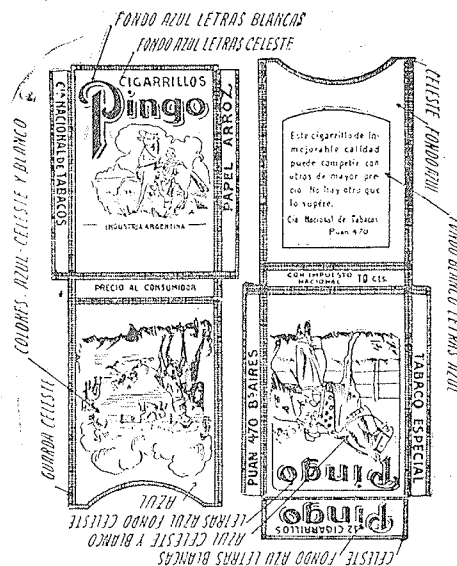 FONDO AZUL LETRAS BLANCAS
FONDO AZUL LETRAS CELESTE
CIGARRILLOS
Pingo
INDUSTRIA ARGENTINA
Cia NACIONAL DE TABACOS
PAPEL ARROZ
PRECIO AL CONSUMIDOR
COLORES: AZUL-CELESTE Y BLANCO
GUARDA CELESTE
Este cigarrillo de in-
mejorable calidad
puede competir con
otros de mayor pre-
cio. No hay otro que
lo supere.
Cia. Nacional de Tabacos
Puan 470
CELESTE, FONDO AZUL
FONDO BLANCO LETRAS AZUL
CON IMPUESTO
NACIONAL 10 CTS.
PUAN 470 Bs AIRES
TABACO ESPECIAL
Pingo
12 CIGARRILLOS
Pingo
AZUL
LETRAS AZUL FONDO CELESTE
AZUL CELESTE Y BLANCO
CELESTE FONDO AZU LETRAS BLANCAS